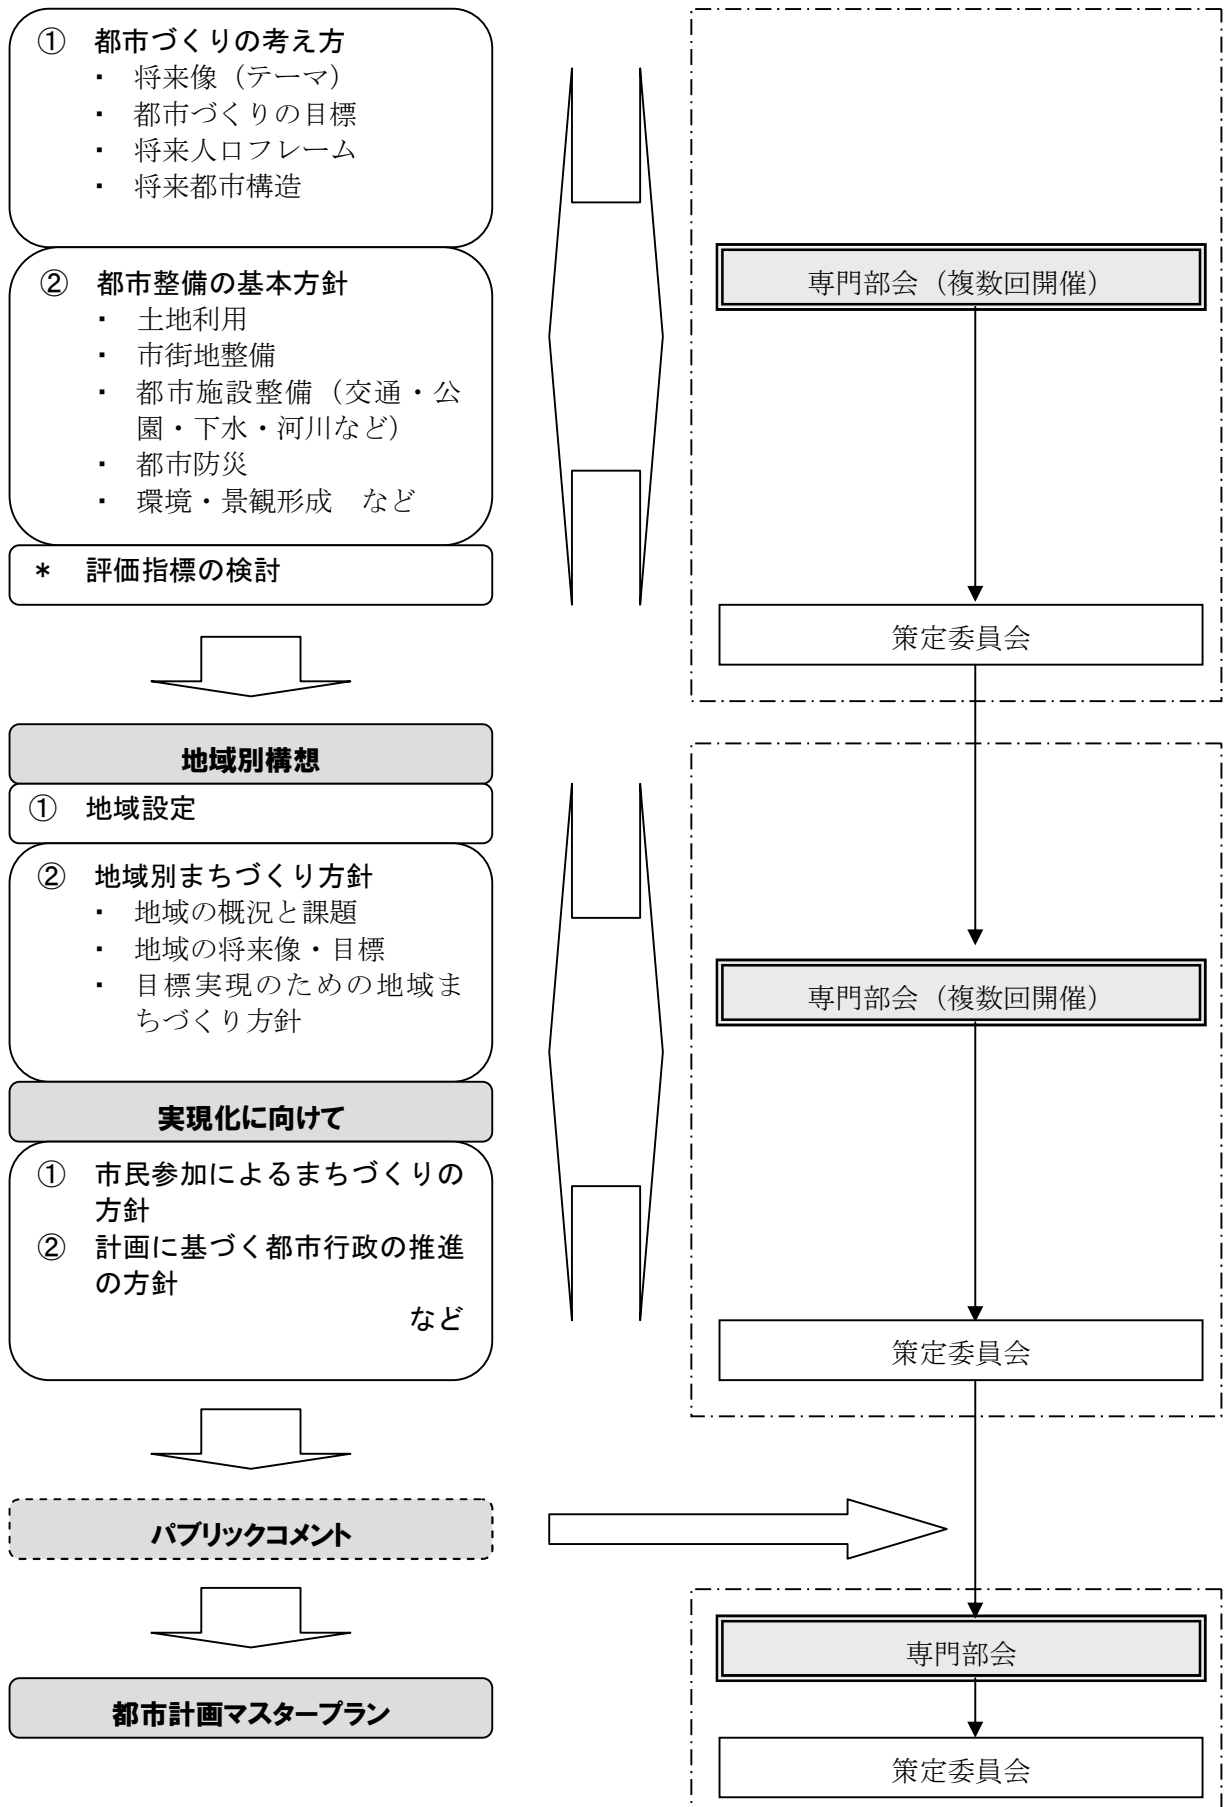 ① 都市づくりの考え方
・ 将来像（テーマ）
・ 都市づくりの目標
・ 将来人口フレーム
・ 将来都市構造
② 都市整備の基本方針
・ 土地利用
・ 市街地整備
・ 都市施設整備（交通・公
園・下水・河川など）
・ 都市防災
・ 環境・景観形成　など
* 評価指標の検討
専門部会（複数回開催）
策定委員会
地域別構想
① 地域設定
② 地域別まちづくり方針
・ 地域の概況と課題
・ 地域の将来像・目標
・ 目標実現のための地域ま
ちづくり方針
実現化に向けて
① 市民参加によるまちづくりの
方針
② 計画に基づく都市行政の推進
の方針
など
専門部会（複数回開催）
策定委員会
パブリックコメント
都市計画マスタープラン
専門部会
策定委員会